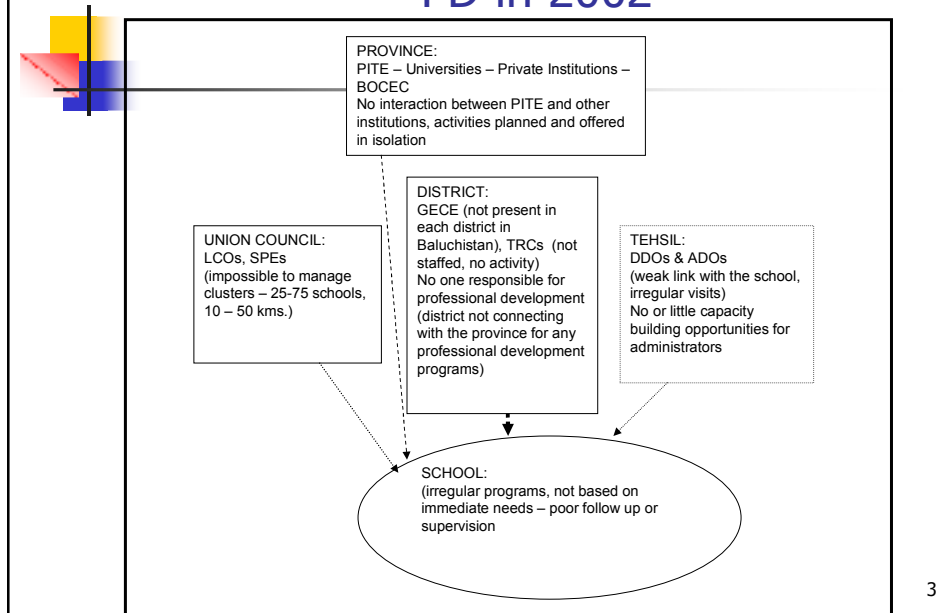 PD in 2002
PROVINCE:
PITE – Universities – Private Institutions –
BOCEC
No interaction between PITE and other
institutions, activities planned and offered
in isolation
DISTRICT:
GECE (not present in
each district in
Baluchistan), TRCs (not
staffed, no activity)
No one responsible for
professional development
(district not connecting
with the province for any
professional development
programs)
UNION COUNCIL:
LCOs, SPEs
(impossible to manage
clusters – 25-75 schools,
10 – 50 kms.)
TEHSIL:
DDOs & ADOs
(weak link with the school,
irregular visits)
No or little capacity
building opportunities for
administrators
SCHOOL:
(irregular programs, not based on
immediate needs – poor follow up or
supervision
3